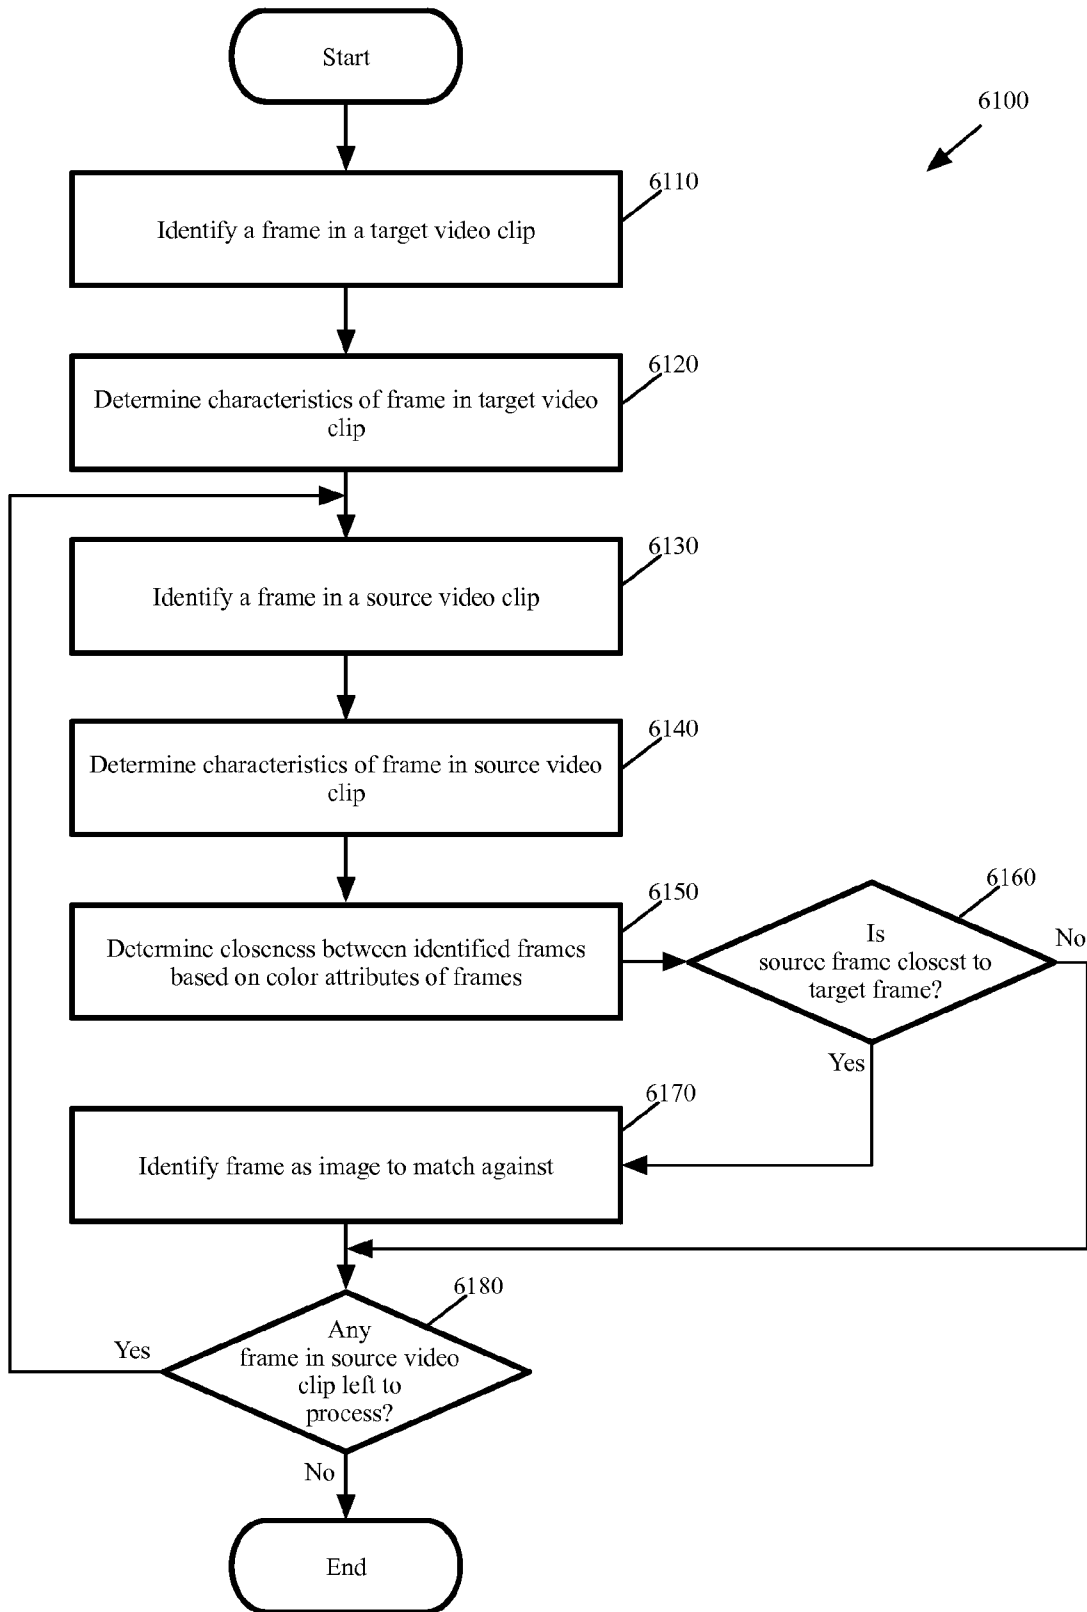 Start
6100
6110
Identify a frame in a target video clip
6120
Determine characteristics of frame in target video
clip
6130
Identify a frame in a source video clip
6140
Determine characteristics of frame in source video
clip
6150
Determine closeness between identified frames
based on color attributes of frames
6160
Is
source frame closest to
target frame?
No
Yes
6170
Identify frame as image to match against
6180
Any
frame in source video
clip left to
process?
Yes
No
End